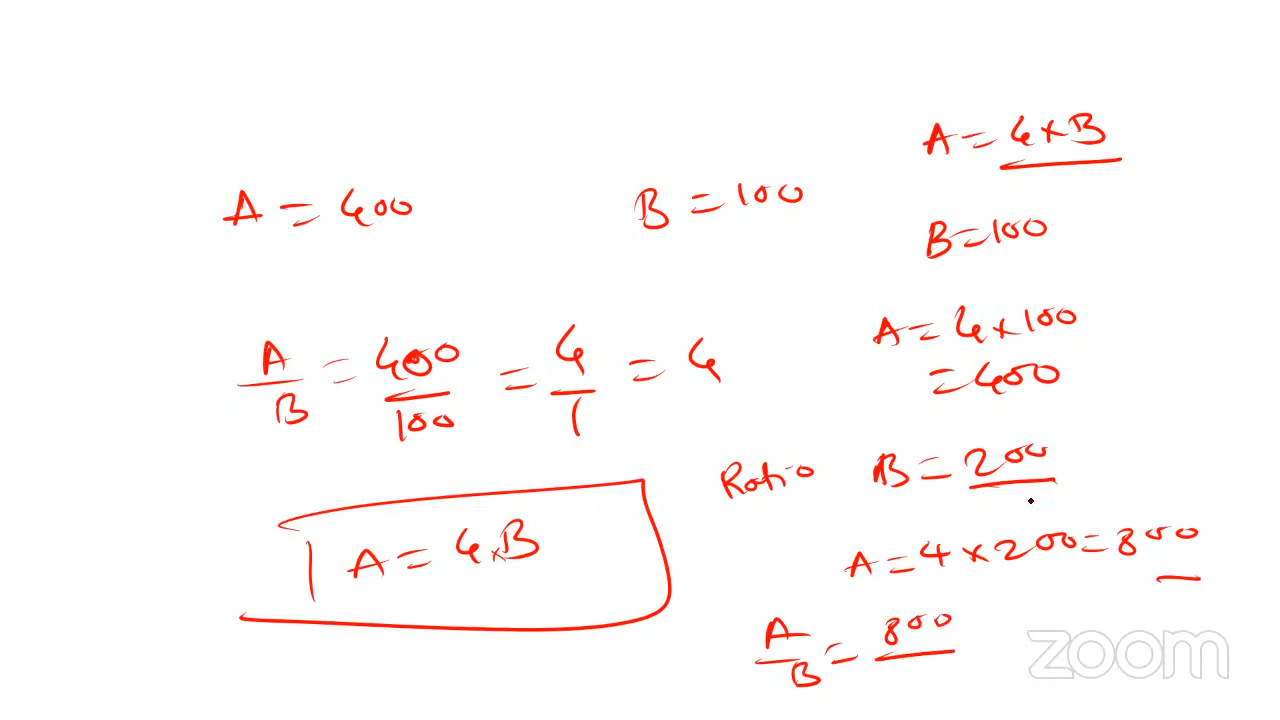 A = 4×B
A = 400
B = 100
B = 100
A/B = 400/100 = 4/1 = 4
A = 4×100
= 400
Ratio B = 200
A = 4×B
A = 4×200 = 800
A/B = 800
zoom